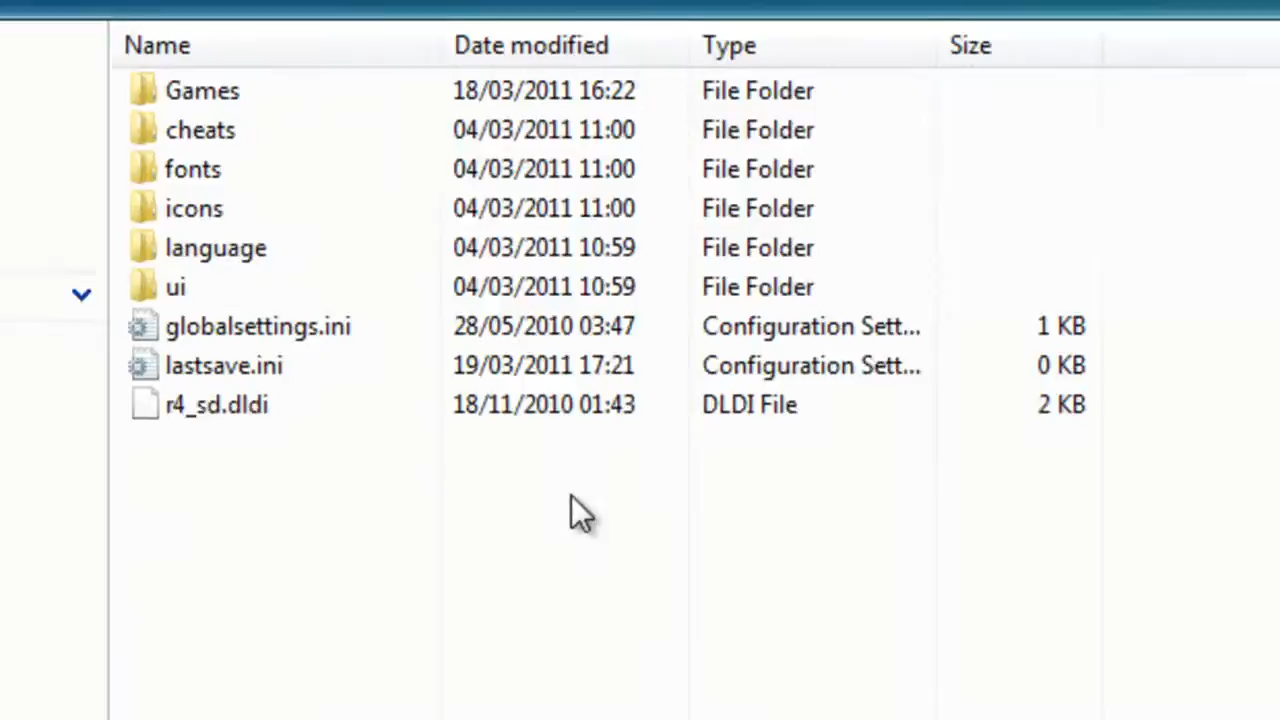 Name Date modified Type Size
Games 18/03/2011 16:22 File Folder
cheats 04/03/2011 11:00 File Folder
fonts 04/03/2011 11:00 File Folder
icons 04/03/2011 11:00 File Folder
language 04/03/2011 10:59 File Folder
ui 04/03/2011 10:59 File Folder
globalsettings.ini 28/05/2010 03:47 Configuration Sett... 1 KB
lastsave.ini 19/03/2011 17:21 Configuration Sett... 0 KB
r4_sd.dldi 18/11/2010 01:43 DLDI File 2 KB